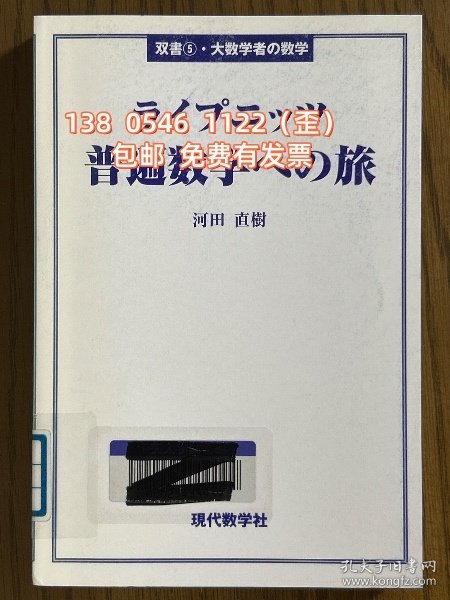 双書⑤・大数学者の数学
ライプニッツ
138 0546 1122（歪）
包邮 免费有发票
普遍数学への旅
河田 直樹
現代数学社
孔夫子旧书网
www.kongfz.com